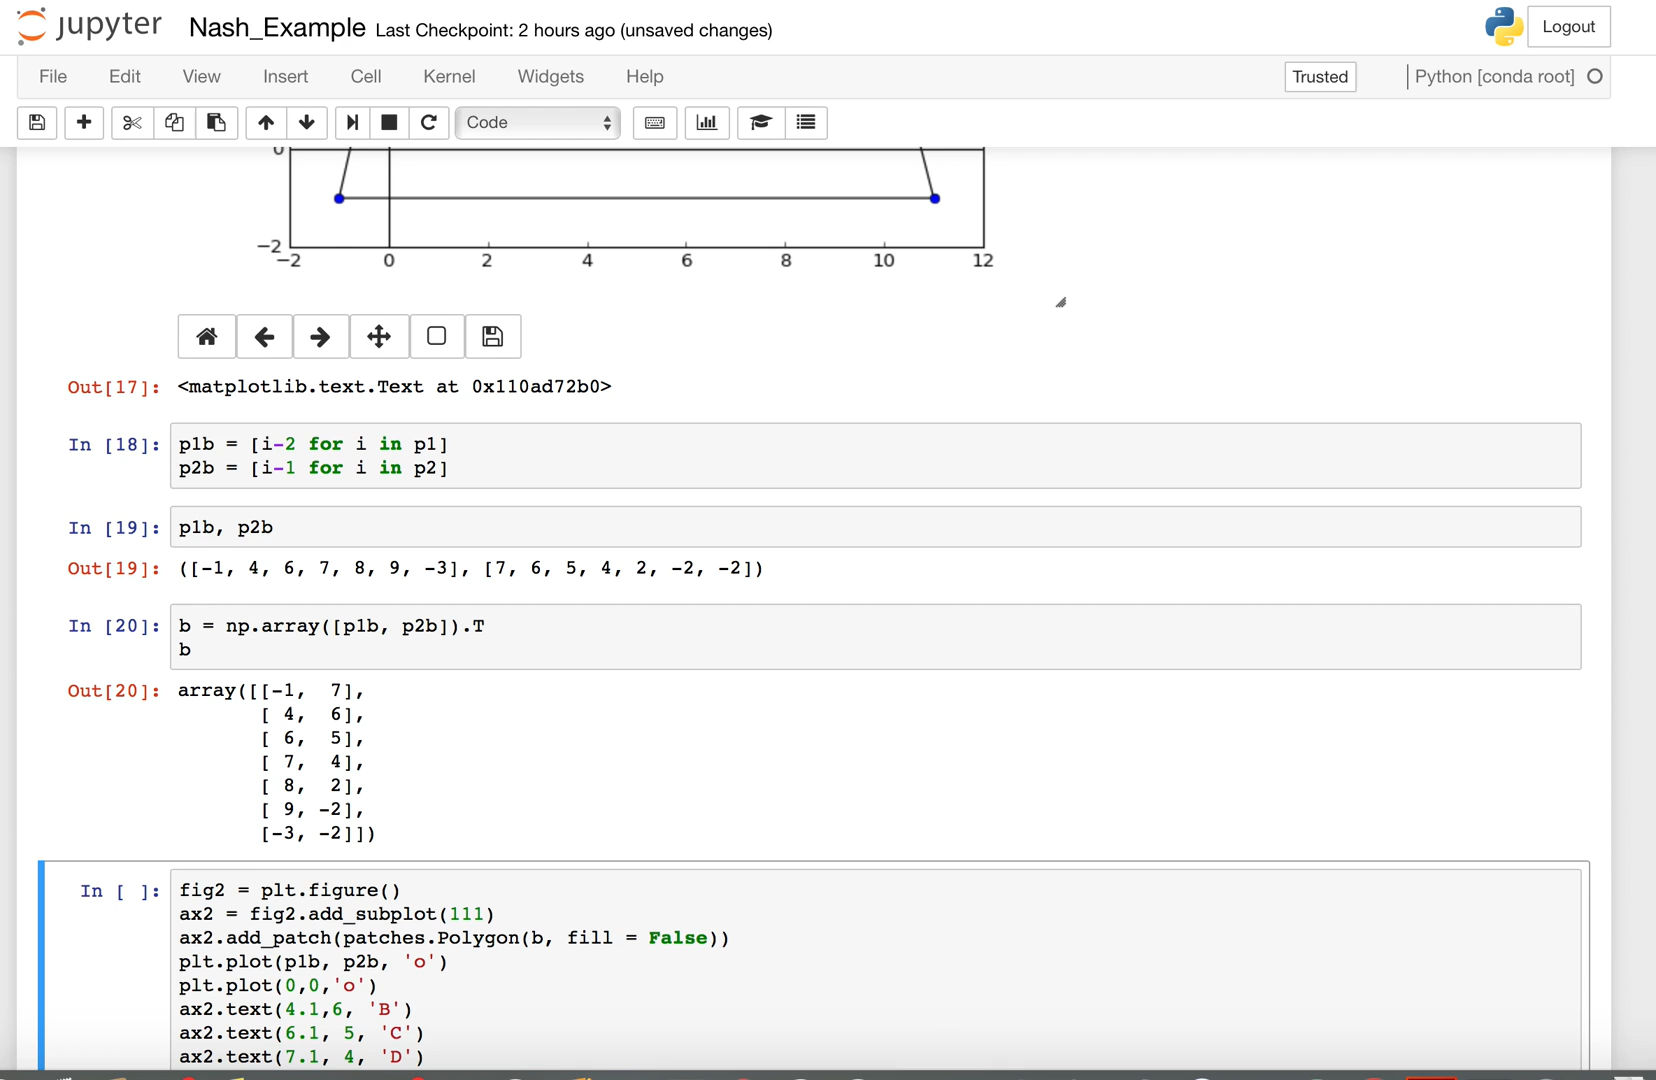 jupyter Nash_Example Last Checkpoint: 2 hours ago (unsaved changes) Logout
File Edit View Insert Cell Kernel Widgets Help Trusted Python [conda root]
Code
0
−2
−2 0 2 4 6 8 10 12
Out[17]: <matplotlib.text.Text at 0x110ad72b0>
In [18]: p1b = [i-2 for i in p1]
p2b = [i-1 for i in p2]
In [19]: p1b, p2b
Out[19]: ([-1, 4, 6, 7, 8, 9, -3], [7, 6, 5, 4, 2, -2, -2])
In [20]: b = np.array([p1b, p2b]).T
b
Out[20]: array([[-1, 7],
[ 4, 6],
[ 6, 5],
[ 7, 4],
[ 8, 2],
[ 9, -2],
[-3, -2]])
In [ ]: fig2 = plt.figure()
ax2 = fig2.add_subplot(111)
ax2.add_patch(patches.Polygon(b, fill = False))
plt.plot(p1b, p2b, 'o')
plt.plot(0,0,'o')
ax2.text(4.1,6, 'B')
ax2.text(6.1, 5, 'C')
ax2.text(7.1, 4, 'D')